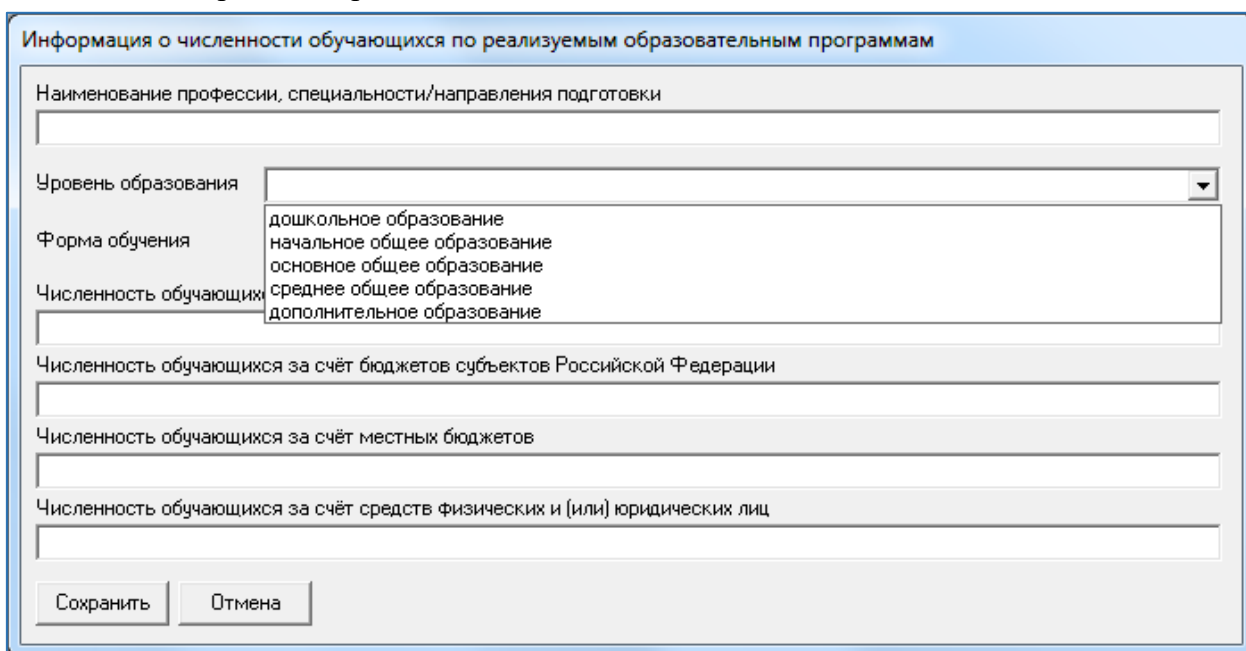 Информация о численности обучающихся по реализуемым образовательным программам
Наименование профессии, специальности/направления подготовки
Уровень образования
дошкольное образование
Форма обучения
начальное общее образование
основное общее образование
Численность
среднее общее образование
дополнительное образование
Численность обучающихся за счёт бюджетов субъектов Российской Федерации
Численность обучающихся за счёт местных бюджетов
Численность обучающихся за счёт средств физических и (или) юридических лиц
Сохранить Отмена